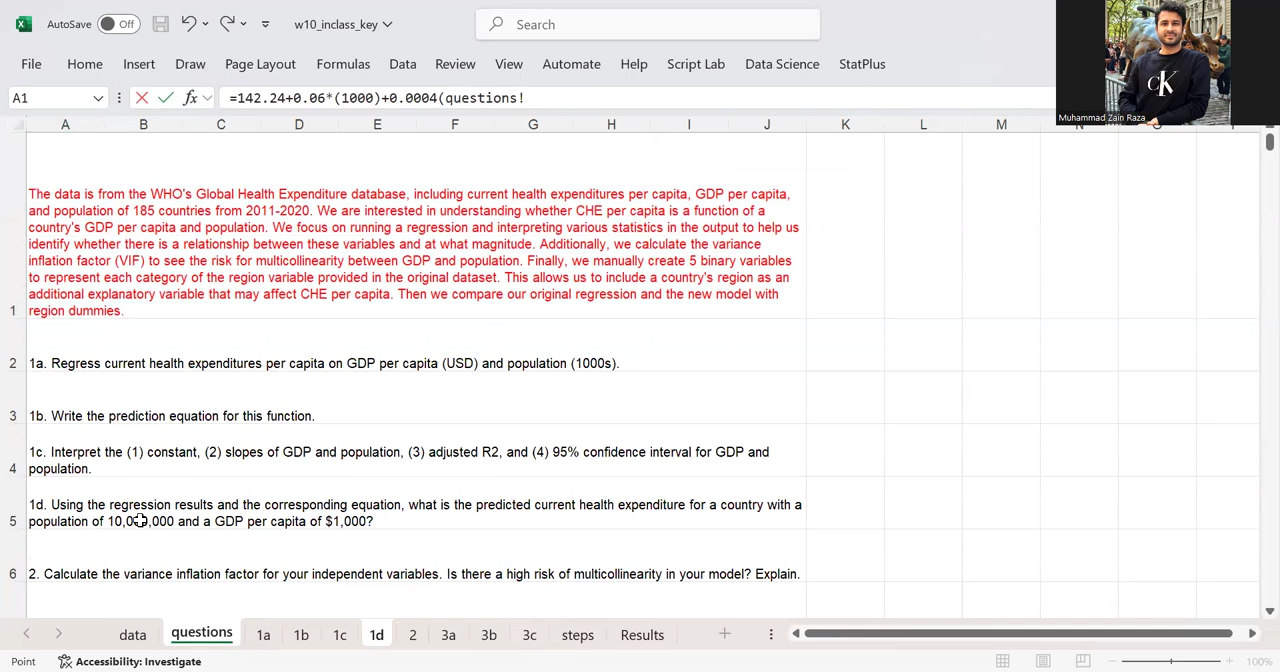 AutoSave Off w10_inclass_key Search
File Home Insert Draw Page Layout Formulas Data Review View Automate Help Script Lab Data Science StatPlus
A1 fx =142.24+0.06*(1000)+0.0004(questions!
Muhammad Zain Raza
A B C D E F G H I J K L M
The data is from the WHO's Global Health Expenditure database, including current health expenditures per capita, GDP per capita,
and population of 185 countries from 2011-2020. We are interested in understanding whether CHE per capita is a function of a
country's GDP per capita and population. We focus on running a regression and interpreting various statistics in the output to help us
identify whether there is a relationship between these variables and at what magnitude. Additionally, we calculate the variance
inflation factor (VIF) to see the risk for multicollinearity between GDP and population. Finally, we manually create 5 binary variables
to represent each category of the region variable provided in the original dataset. This allows us to include a country's region as an
additional explanatory variable that may affect CHE per capita. Then we compare our original regression and the new model with
1 region dummies.
2 1a. Regress current health expenditures per capita on GDP per capita (USD) and population (1000s).
3 1b. Write the prediction equation for this function.
1c. Interpret the (1) constant, (2) slopes of GDP and population, (3) adjusted R2, and (4) 95% confidence interval for GDP and
4 population.
1d. Using the regression results and the corresponding equation, what is the predicted current health expenditure for a country with a
5 population of 10,000,000 and a GDP per capita of $1,000?
6 2. Calculate the variance inflation factor for your independent variables. Is there a high risk of multicollinearity in your model? Explain.
data questions 1a 1b 1c 1d 2 3a 3b 3c steps Results
Point Accessibility: Investigate 100%